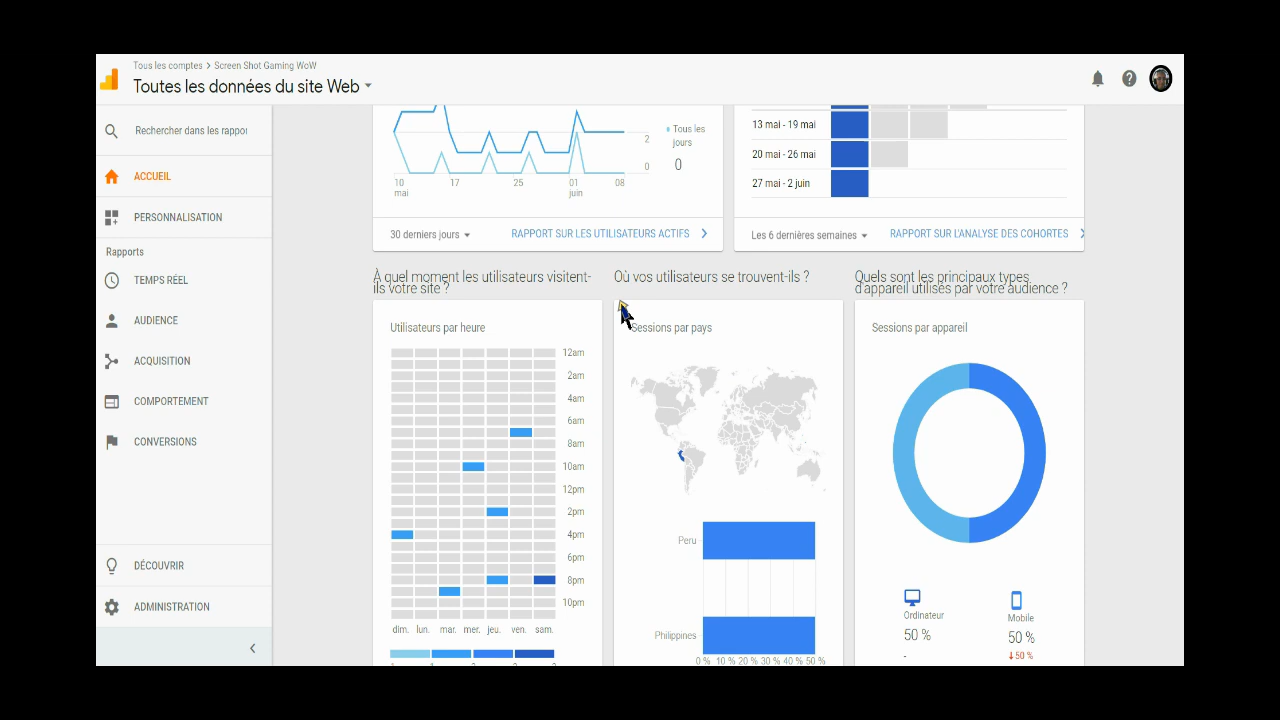 Tous les comptes > Screen Shot Gaming WoW
Toutes les données du site Web
Rechercher dans les rappor
ACCUEIL
PERSONNALISATION
Rapports
TEMPS RÉEL
AUDIENCE
ACQUISITION
COMPORTEMENT
CONVERSIONS
DÉCOUVRIR
ADMINISTRATION
2
0
10
mai
17
25
01
juin
08
Tous les
jours
0
30 derniers jours
RAPPORT SUR LES UTILISATEURS ACTIFS
13 mai - 19 mai
20 mai - 26 mai
27 mai - 2 juin
Les 6 dernières semaines
RAPPORT SUR L'ANALYSE DES COHORTES
À quel moment les utilisateurs visitent-
ils votre site ?
Utilisateurs par heure
12am
2am
4am
6am
8am
10am
12pm
2pm
4pm
6pm
8pm
10pm
dim. lun. mar. mer. jeu. ven. sam.
Où vos utilisateurs se trouvent-ils ?
Sessions par pays
Peru
Philippines
0 % 10 % 20 % 30 % 40 % 50 %
Quels sont les principaux types
d'appareil utilisés par votre audience ?
Sessions par appareil
Ordinateur
50 %
-
Mobile
50 %
↓50 %